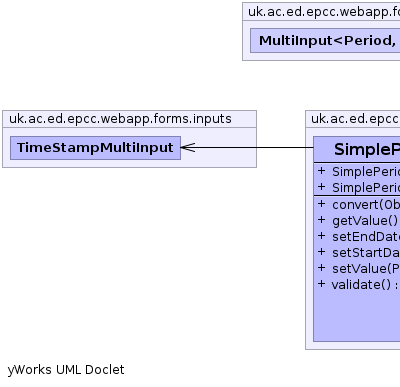 uk.ac.ed.epcc.webapp.forms
MultiInput<Period,
uk.ac.ed.epcc.webapp.forms.inputs
TimeStampMultiInput
uk.ac.ed.epcc
SimpleP
+ SimplePerio
+ SimplePerio
+ convert(Ob
+ getValue()
+ setEndDate
+ setStartDa
+ setValue(P
+ validate() :
yWorks UML Doclet